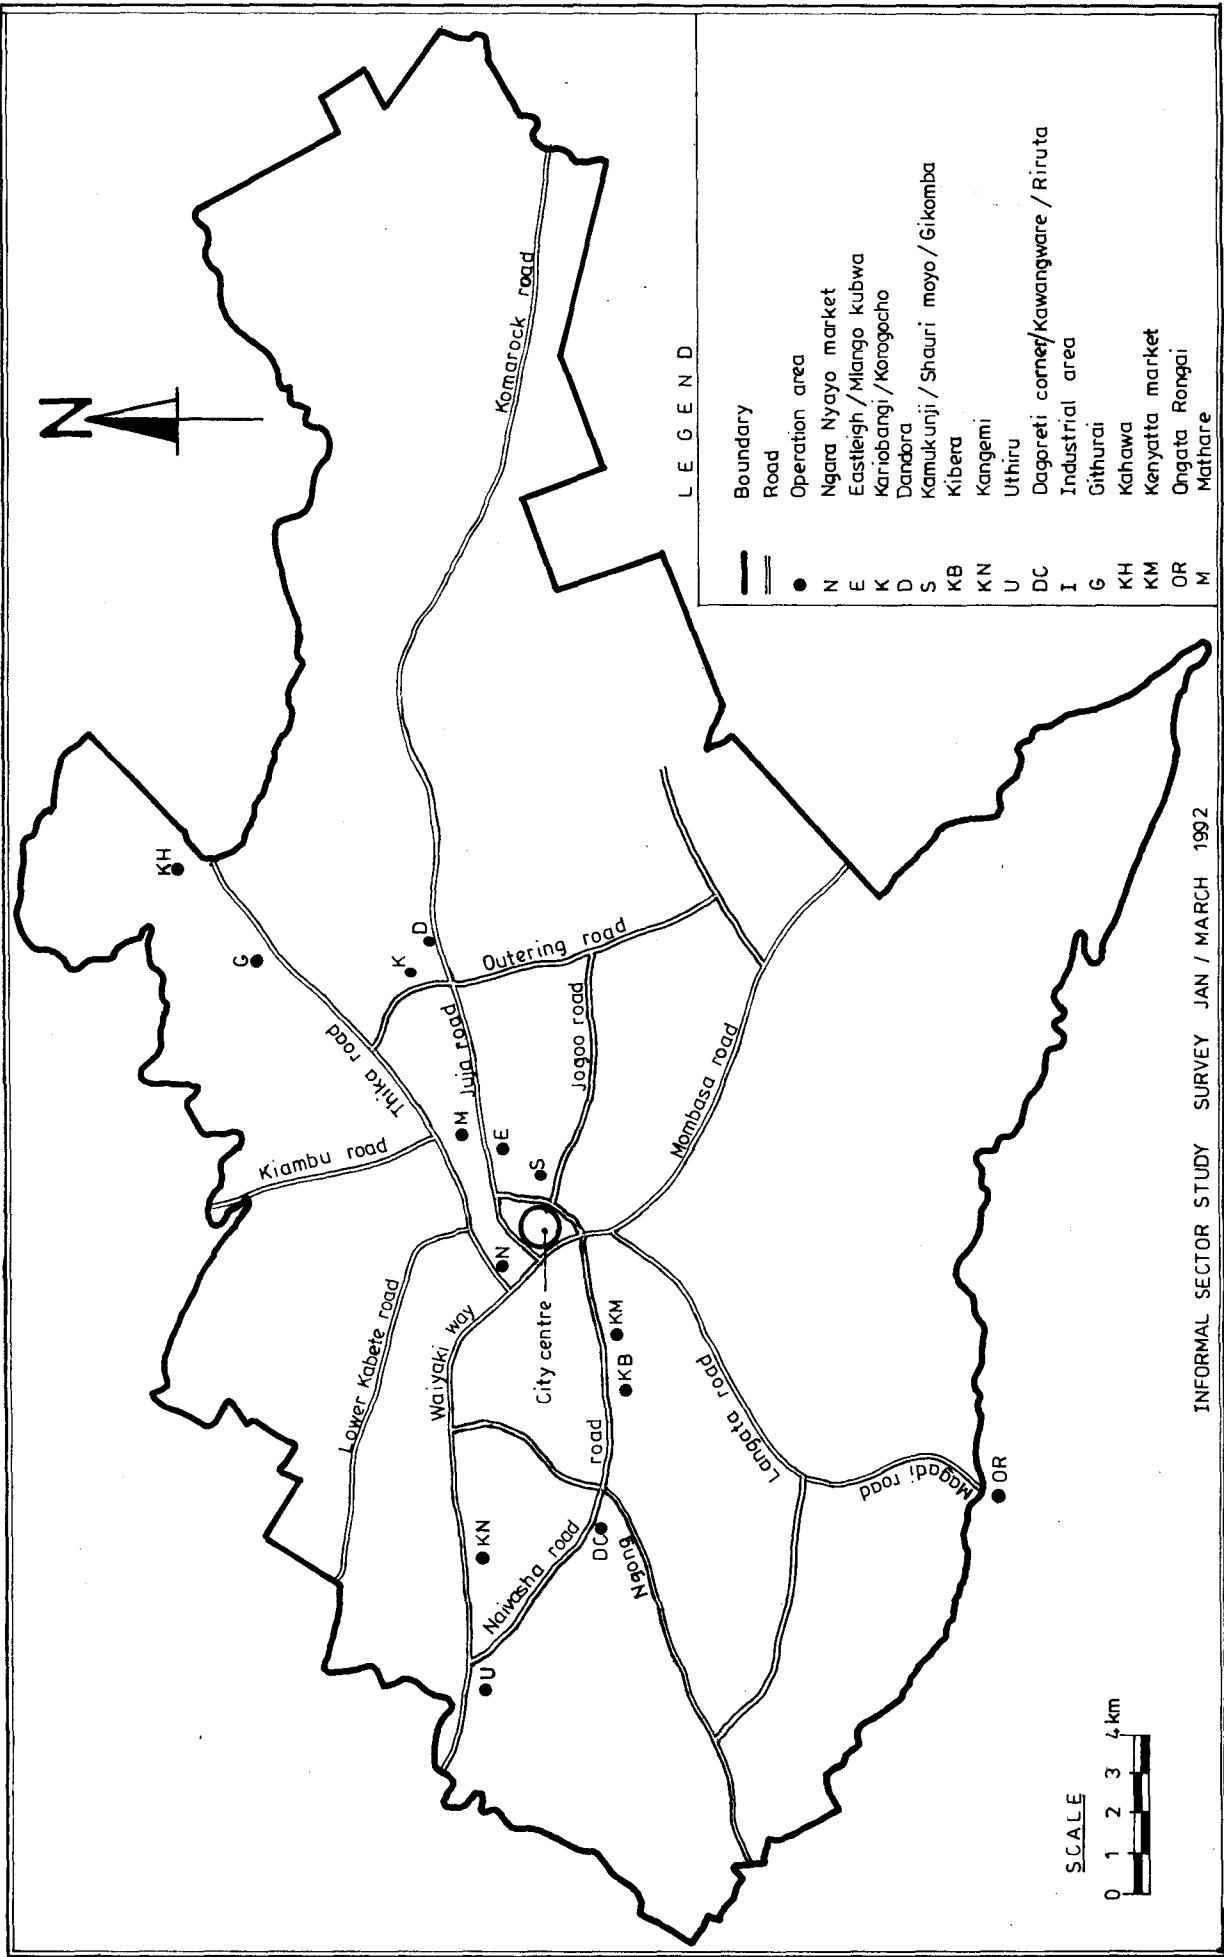 N
KH
G
K
D
Komarock road
Thika road
Outering road
Kiambu road
M
Juja road
E
Jogoo road
S
Lower Kabete road
N
Waiyaki way
City centre
Mombasa road
KM
KB
KN
U
Naivasha road
road
DC
Ngong
Langata road
Magadi road
OR
LEGEND
Boundary
Road
Operation area
N Ngara Nyayo market
E Eastleigh / Mlango kubwa
K Kariobangi / Korogocho
D Dandora
S Kamukunji / Shauri moyo / Gikomba
KB Kibera
KN Kangemi
U Uthiru
DC Dagoreti corner/Kawangware / Riruta
I Industrial area
G Githurai
KH Kahawa
KM Kenyatta market
OR Ongata Rongai
M Mathare
SCALE
0 1 2 3 4 km
INFORMAL SECTOR STUDY SURVEY JAN / MARCH 1992